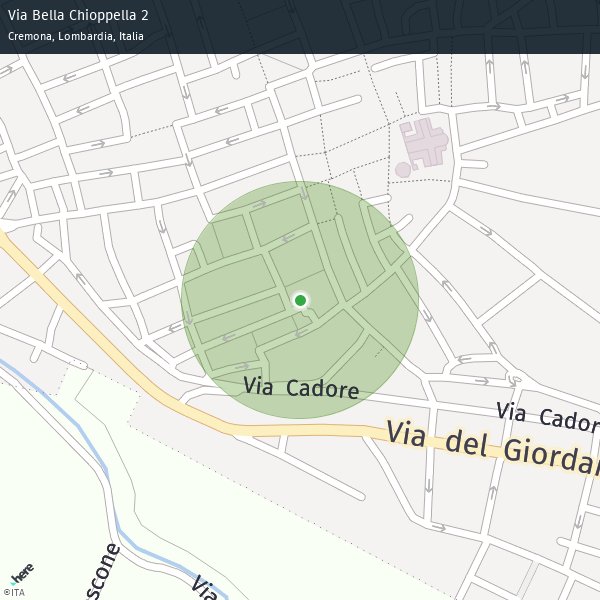 Via Bella Chioppella 2
Cremona, Lombardia, Italia
Via Cadore
Via Cador
Via del Giordan
scone
Via
here
©ITA